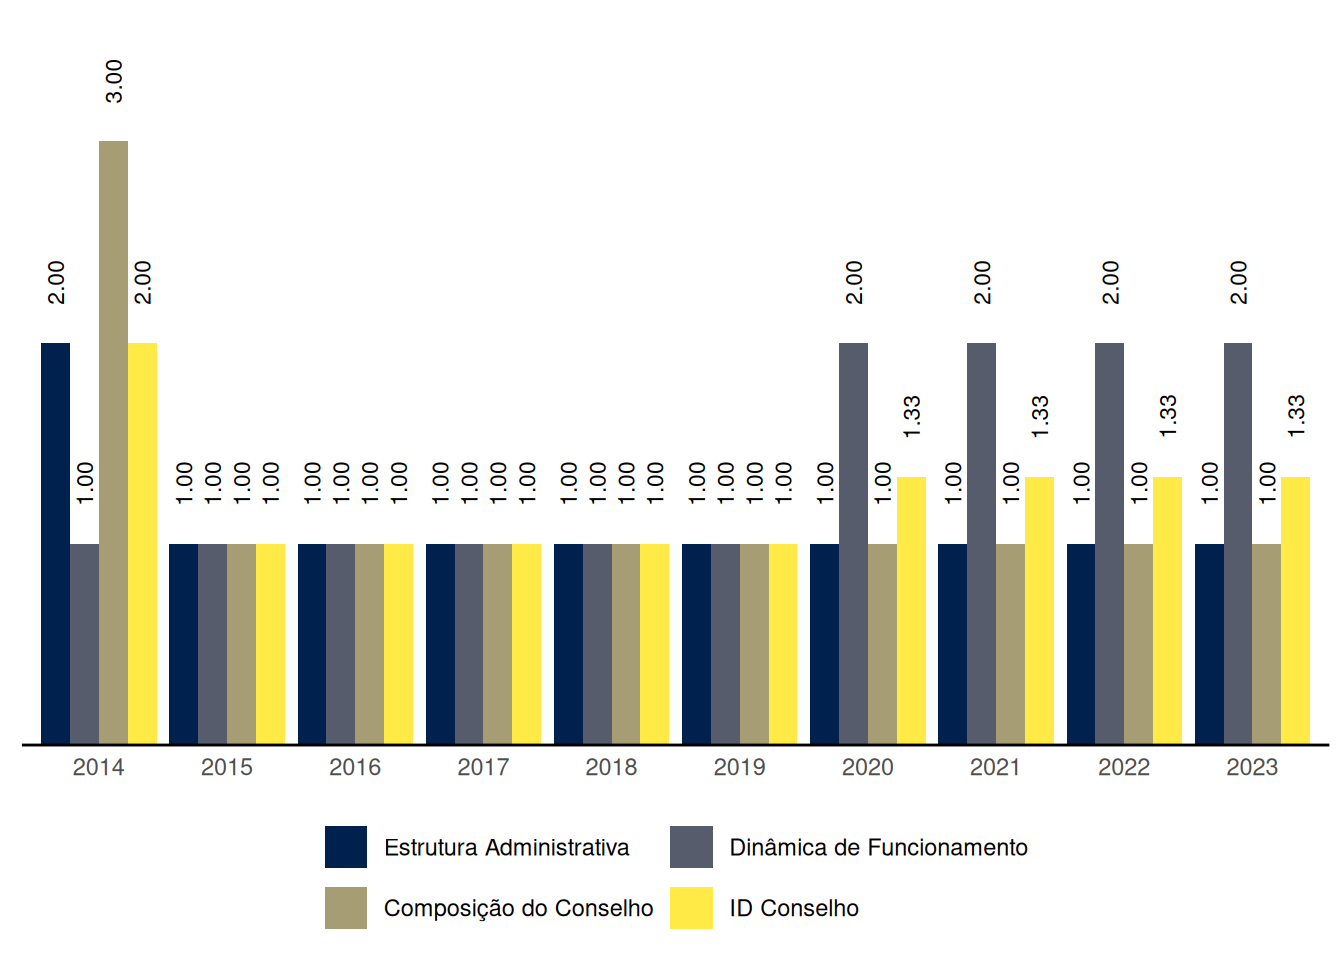 3.00
2.00 2.00 2.00 2.00 2.00 2.00
1.33 1.33 1.33 1.33
1.00 1.00 1.00 1.00 1.00 1.00 1.00 1.00 1.00 1.00 1.00 1.00 1.00 1.00 1.00 1.00 1.00 1.00 1.00 1.00 1.00 1.00 1.00 1.00 1.00 1.00 1.00 1.00 1.00
2014 2015 2016 2017 2018 2019 2020 2021 2022 2023
Estrutura Administrativa Dinâmica de Funcionamento
Composição do Conselho ID Conselho